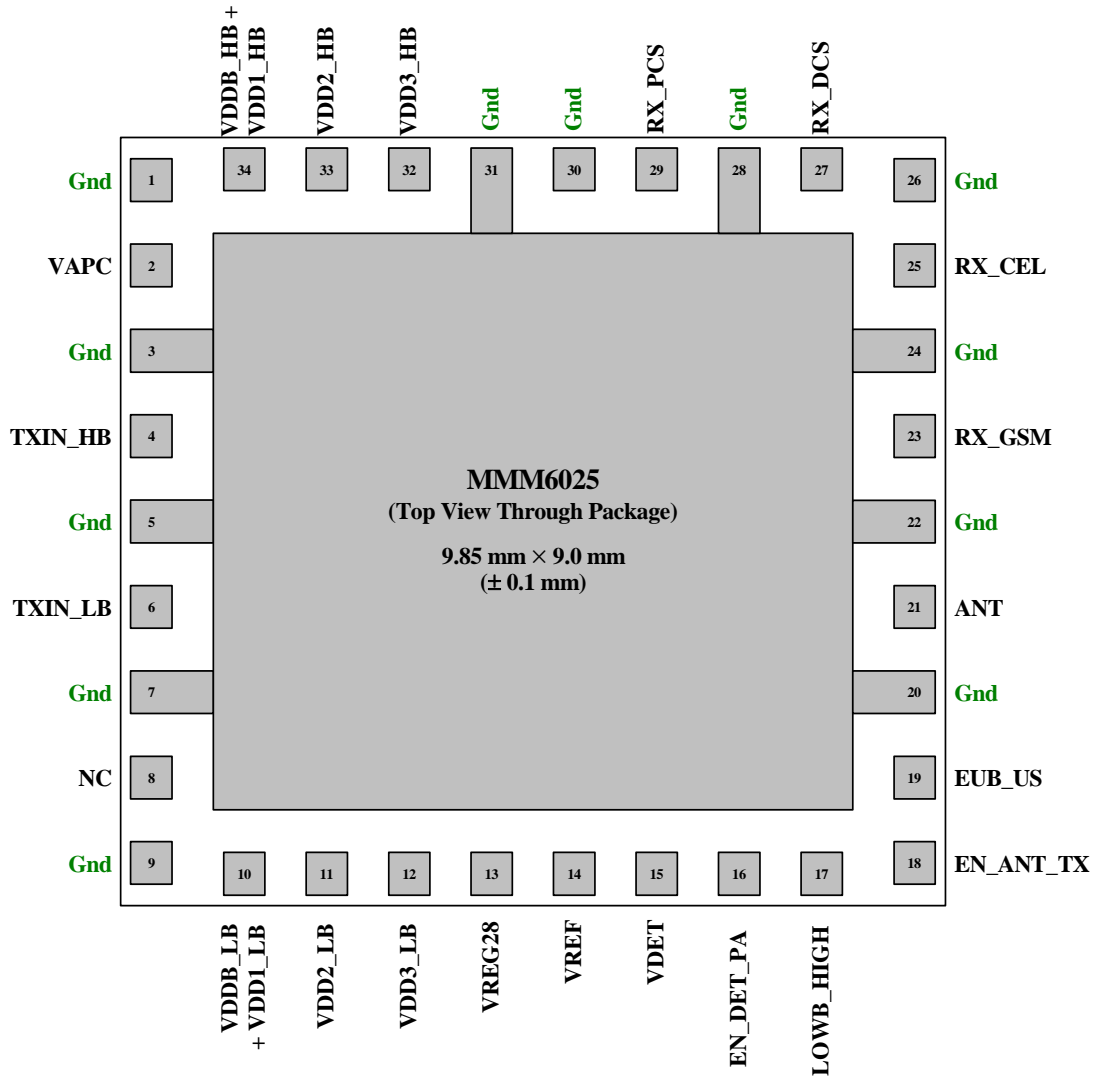 VDDB_HB +
VDD1_HB
VDD2_HB
VDD3_HB
Gnd
Gnd
RX_PCS
Gnd
RX_DCS
34
33
32
31
30
29
28
27
Gnd
1
26
Gnd
VAPC
2
25
RX_CEL
Gnd
3
24
Gnd
TXIN_HB
4
23
RX_GSM
MMM6025
(Top View Through Package)
9.85 mm × 9.0 mm
(± 0.1 mm)
Gnd
5
22
Gnd
TXIN_LB
6
21
ANT
Gnd
7
20
Gnd
NC
8
19
EUB_US
Gnd
9
18
EN_ANT_TX
10
11
12
13
14
15
16
17
VDDB_LB
+ VDD1_LB
VDD2_LB
VDD3_LB
VREG28
VREF
VDET
EN_DET_PA
LOWB_HIGH